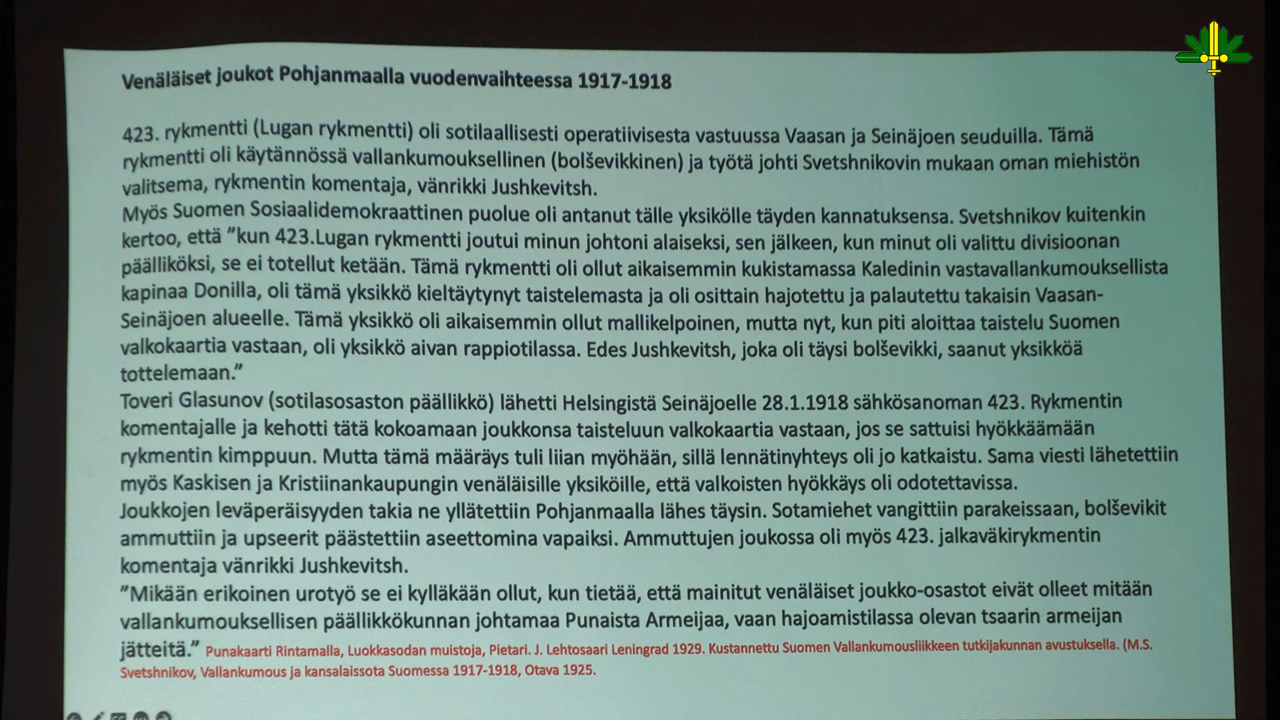 Venäläiset joukot Pohjanmaalla vuodenvaihteessa 1917-1918
423. rykmentti (Lugan rykmentti) oli sotilaallisesti operatiivisesta vastuussa Vaasan ja Seinäjoen seuduilla. Tämä
rykmentti oli käytännössä vallankumouksellinen (bolševikkinen) ja työtä johti Svetshnikovin mukaan oman miehistön
valitsema, rykmentin komentaja, vänrikki Jushkevitsh.
Myös Suomen Sosiaalidemokraattinen puolue oli antanut tälle yksikölle täyden kannatuksensa. Svetshnikov kuitenkin
kertoo, että ”kun 423.Lugan rykmentti joutui minun johtoni alaiseksi, sen jälkeen, kun minut oli valittu divisioonan
päälliköksi, se ei totellut ketään. Tämä rykmentti oli ollut aikaisemmin kukistamassa Kaledinin vastavallankumouksellista
kapinaa Donilla, oli tämä yksikkö kieltäytynyt taistelemasta ja oli osittain hajotettu ja palautettu takaisin Vaasan-
Seinäjoen alueelle. Tämä yksikkö oli aikaisemmin ollut mallikelpoinen, mutta nyt, kun piti aloittaa taistelu Suomen
valkokaartia vastaan, oli yksikkö aivan rappiotilassa. Edes Jushkevitsh, joka oli täysi bolševikki, saanut yksikköä
tottelemaan.”
Toveri Glasunov (sotilasosaston päällikkö) lähetti Helsingistä Seinäjoelle 28.1.1918 sähkösanoman 423. Rykmentin
komentajalle ja kehotti tätä kokoamaan joukkonsa taisteluun valkokaartia vastaan, jos se sattuisi hyökkäämään
rykmentin kimppuun. Mutta tämä määräys tuli liian myöhään, sillä lennätinyhteys oli jo katkaistu. Sama viesti lähetettiin
myös Kaskisen ja Kristiinankaupungin venäläisille yksiköille, että valkoisten hyökkäys oli odotettavissa.
Joukkojen leväperäisyyden takia ne yllätettiin Pohjanmaalla lähes täysin. Sotamiehet vangittiin parakeissaan, bolševikit
ammuttiin ja upseerit päästettiin aseettomina vapaiksi. Ammuttujen joukossa oli myös 423. jalkaväkirykmentin
komentaja vänrikki Jushkevitsh.
”Mikään erikoinen urotyö se ei kylläkään ollut, kun tietää, että mainitut venäläiset joukko-osastot eivät olleet mitään
vallankumouksellisen päällikkökunnan johtamaa Punaista Armeijaa, vaan hajoamistilassa olevan tsaarin armeijan
jätteitä.” Punakaarti Rintamalla, Luokkasodan muistoja, Pietari. J. Lehtosaari Leningrad 1929. Kustannettu Suomen Vallankumousliikkeen tutkijakunnan avustuksella. (M.S.
Svetshnikov, Vallankumous ja kansalaissota Suomessa 1917-1918, Otava 1925.